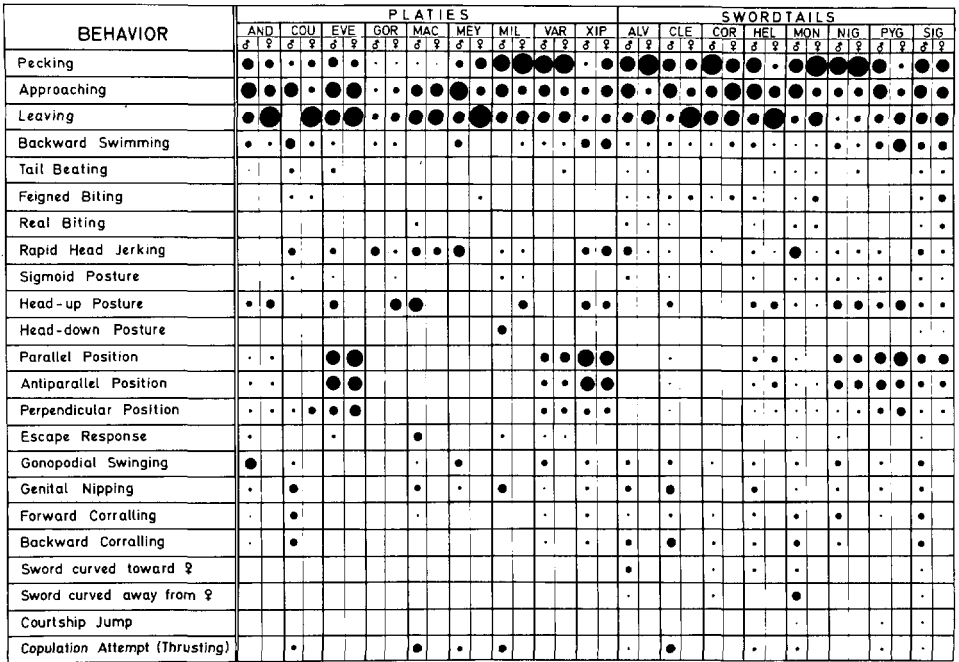 PLATIES SWORDTAILS
BEHAVIOR AND COU EVE GOR MAC MEY MIL VAR XIP ALV CLE COR HEL MON NIG PYG SIG
♂ ♀ ♂ ♀ ♂ ♀ ♂ ♀ ♂ ♀ ♂ ♀ ♂ ♀ ♂ ♀ ♂ ♀ ♂ ♀ ♂ ♀ ♂ ♀ ♂ ♀ ♂ ♀ ♂ ♀ ♂ ♀ ♂ ♀
Pecking
Approaching
Leaving
Backward Swimming
Tail Beating
Feigned Biting
Real Biting
Rapid Head Jerking
Sigmoid Posture
Head-up Posture
Head-down Posture
Parallel Position
Antiparallel Position
Perpendicular Position
Escape Response
Gonopodial Swinging
Genital Nipping
Forward Corralling
Backward Corralling
Sword curved toward ♀
Sword curved away from ♀
Courtship Jump
Copulation Attempt (Thrusting)